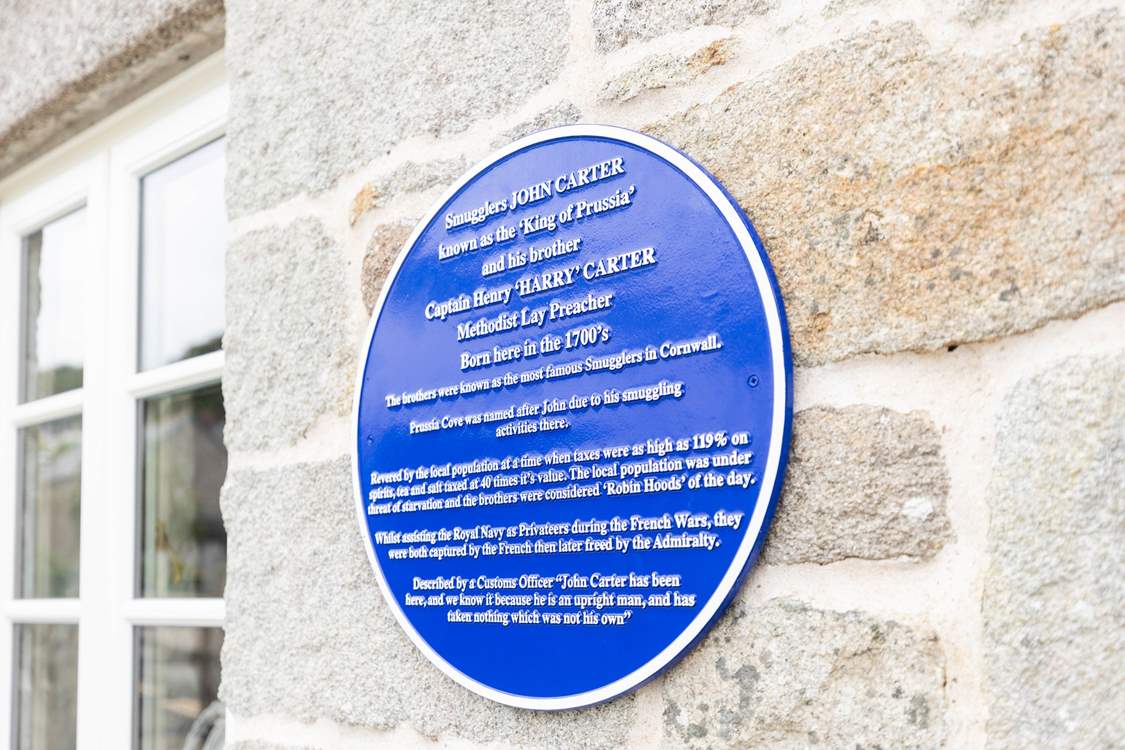 Smugglers JOHN CARTER
known as the 'King of Prussia'
and his brother
Captain Henry 'HARRY' CARTER
Methodist Lay Preacher
Born here in the 1700's
The brothers were known as the most famous Smugglers in Cornwall.
Prussia Cove was named after John due to his smuggling
activities there.
Revered by the local population at a time when taxes were as high as 119% on
spirits, tea and salt taxed at 40 times it's value. The local population was under
threat of starvation and the brothers were considered 'Robin Hoods' of the day.
Whilst assisting the Royal Navy as Privateers during the French Wars, they
were both captured by the French then later freed by the Admiralty.
Described by a Customs Officer "John Carter has been
here, and we know it because he is an upright man, and has
taken nothing which was not his own"